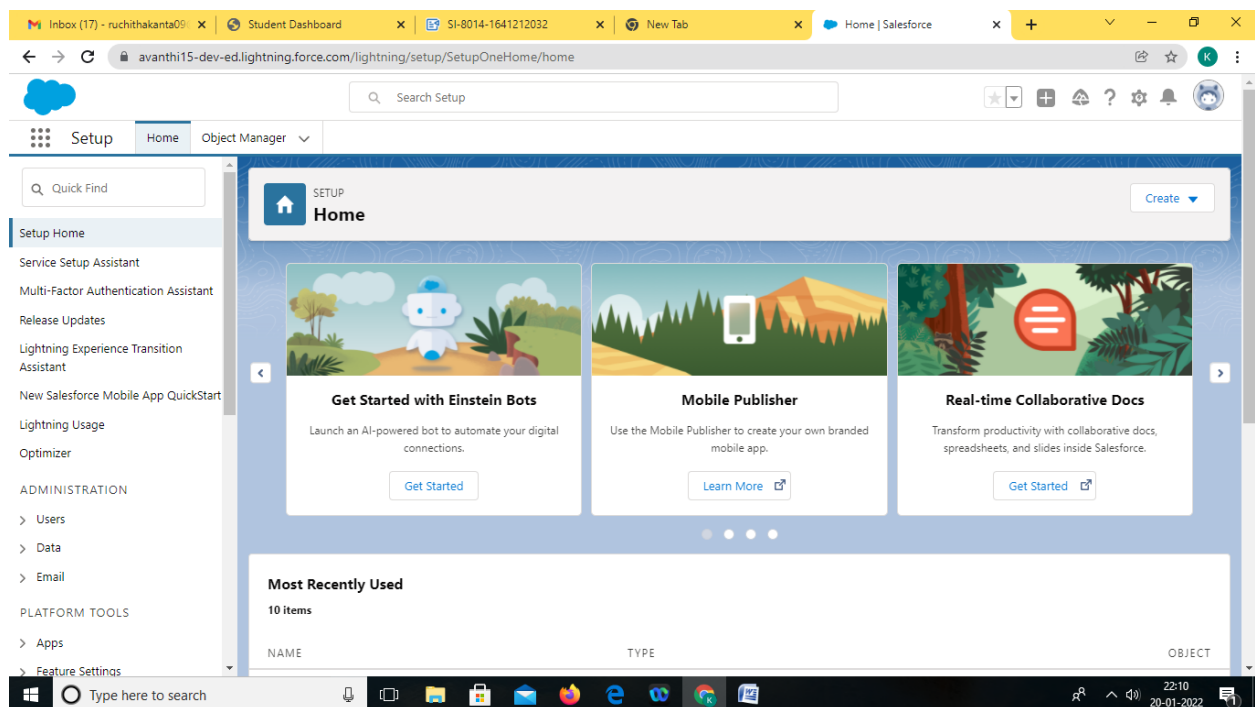 Inbox (17) - ruchithakanta09
Student Dashboard
SI-8014-1641212032
New Tab
Home | Salesforce
avanthi15-dev-ed.lightning.force.com/lightning/setup/SetupOneHome/home
K
Search Setup
Setup
Home
Object Manager
Quick Find
Setup Home
Service Setup Assistant
Multi-Factor Authentication Assistant
Release Updates
Lightning Experience Transition
Assistant
New Salesforce Mobile App QuickStart
Lightning Usage
Optimizer
ADMINISTRATION
Users
Data
Email
PLATFORM TOOLS
Apps
Feature Settings
SETUP
Home
Create
Get Started with Einstein Bots
Launch an AI-powered bot to automate your digital
connections.
Get Started
Mobile Publisher
Use the Mobile Publisher to create your own branded
mobile app.
Learn More
Real-time Collaborative Docs
Transform productivity with collaborative docs,
spreadsheets, and slides inside Salesforce.
Get Started
Most Recently Used
10 items
NAME
TYPE
OBJECT
Type here to search
22:10
20-01-2022
1